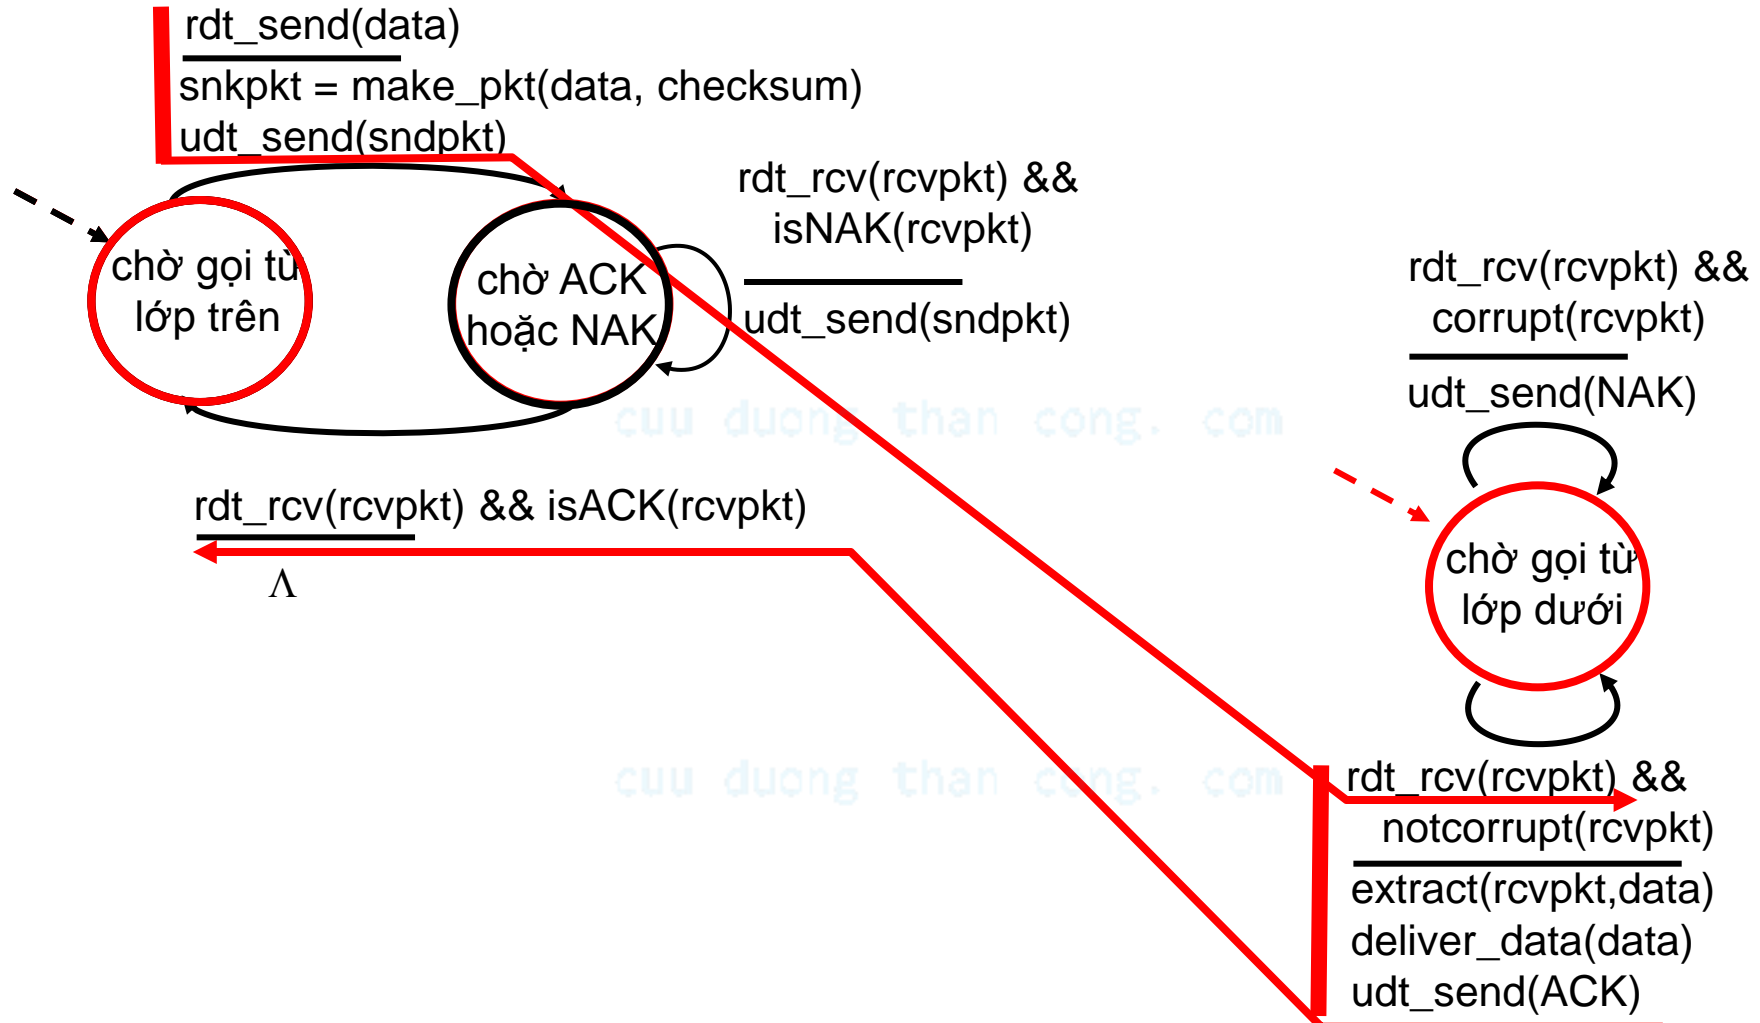 rdt_send(data)
snkpkt = make_pkt(data, checksum)
udt_send(sndpkt)
rdt_rcv(rcvpkt) &&
isNAK(rcvpkt)
udt_send(sndpkt)
chờ gọi từ
lớp trên
chờ ACK
hoặc NAK
rdt_rcv(rcvpkt) &&
corrupt(rcvpkt)
udt_send(NAK)
cuu duong than cong. com
rdt_rcv(rcvpkt) && isACK(rcvpkt)
Λ
chờ gọi từ
lớp dưới
cuu duong than cong. com
rdt_rcv(rcvpkt) &&
notcorrupt(rcvpkt)
extract(rcvpkt,data)
deliver_data(data)
udt_send(ACK)